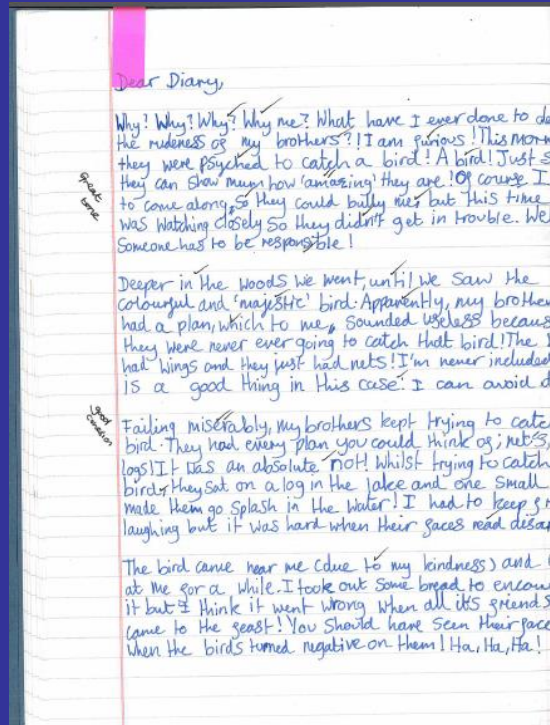 Dear Diary,
Why? Why? Why? Why me? What have I ever done to de
the rudeness of my brothers?! I am furious! This morn
they were psyched to catch a bird! A bird! Just s
they can show mum how 'amazing' they are! Of course I
to come along, so they could bully me, but this time
was watching closely so they didn't get in trouble. We
Someone has to be responsible!
Great tone
Deeper in the woods we went, until we saw the
colourful and 'majestic' bird. Apparently, my brother
had a plan, which to me, sounded useless becaus
they were never ever going to catch that bird! The
had wings and they just had nets! I'm never included
is a good thing in this case. I can avoid d
good
Failing miserably, my brothers kept trying to catc
bird. They had every plan you could think of; net's,
logs! It was an absolute not! Whilst trying to catch
bird, they sat on a log in the lake and one small
made them go splash in the water! I had to keep fr
laughing but it was hard when their faces read disa
The bird came near me (due to my kindness) and
at me for a while. I took out some bread to encou
it but I think it went wrong when all it's friends
came to the feast! You should have seen their face
when the birds turned negative on them! Ha, Ha, Ha!